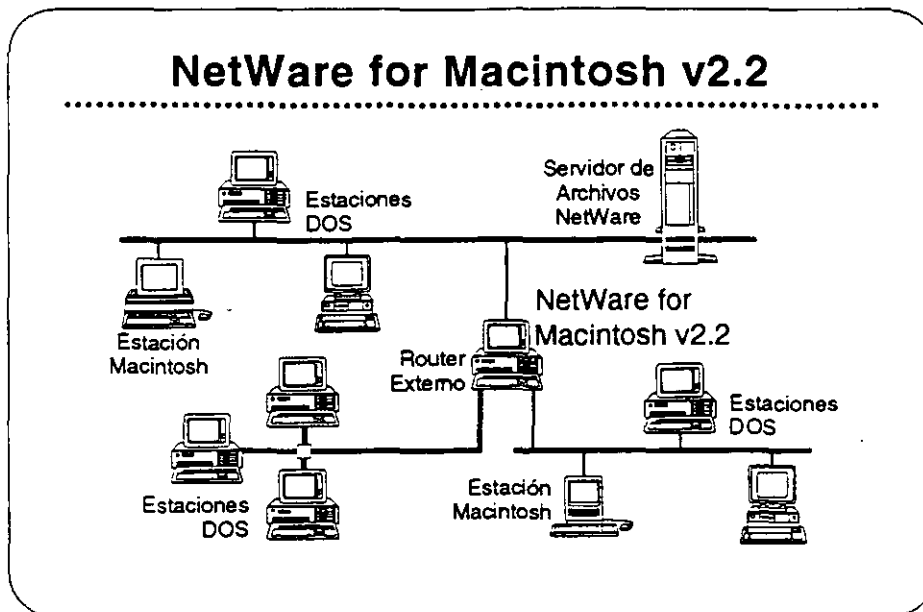 NetWare for Macintosh v2.2
Estaciones
DOS
Servidor de
Archivos
NetWare
Estación
Macintosh
NetWare for
Macintosh v2.2
Router
Externo
Estaciones
DOS
Estaciones
DOS
Estación
Macintosh